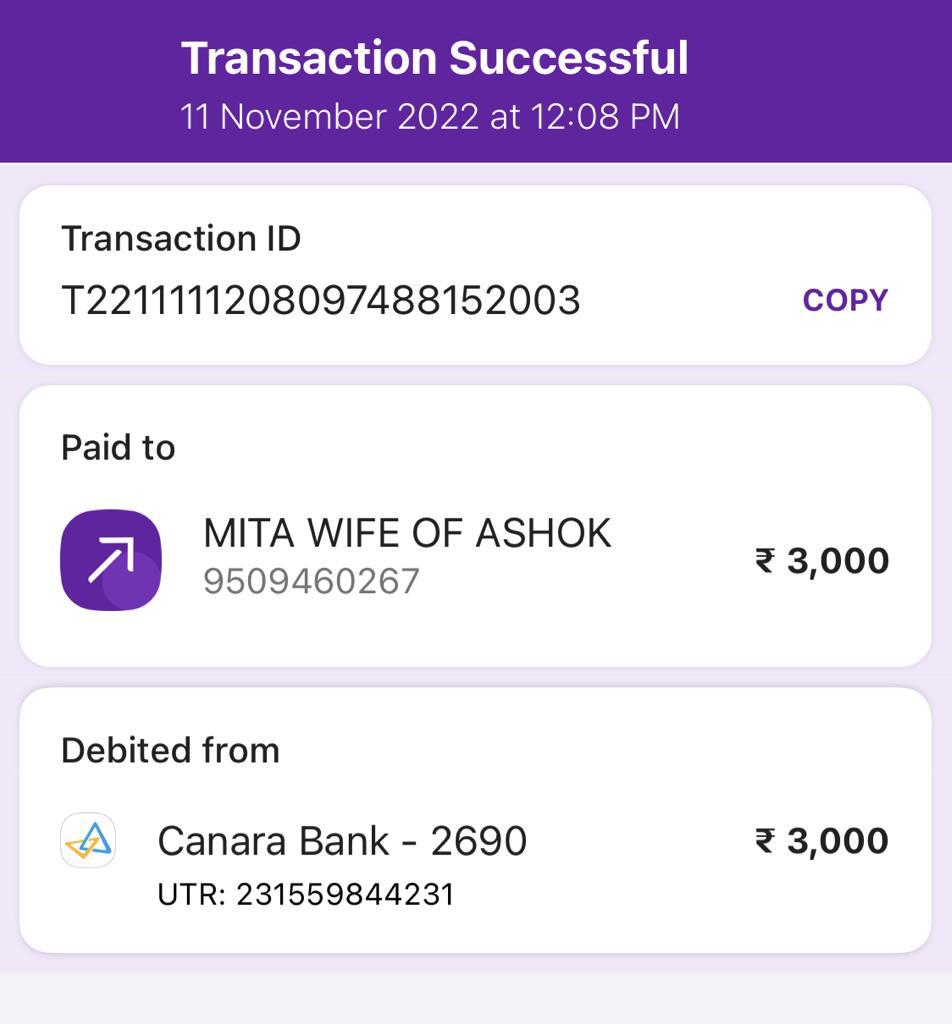 Transaction Successful
11 November 2022 at 12:08 PM
Transaction ID
T2211111208097488152003
COPY
Paid to
MITA WIFE OF ASHOK
9509460267
₹ 3,000
Debited from
Canara Bank - 2690
₹ 3,000
UTR: 231559844231